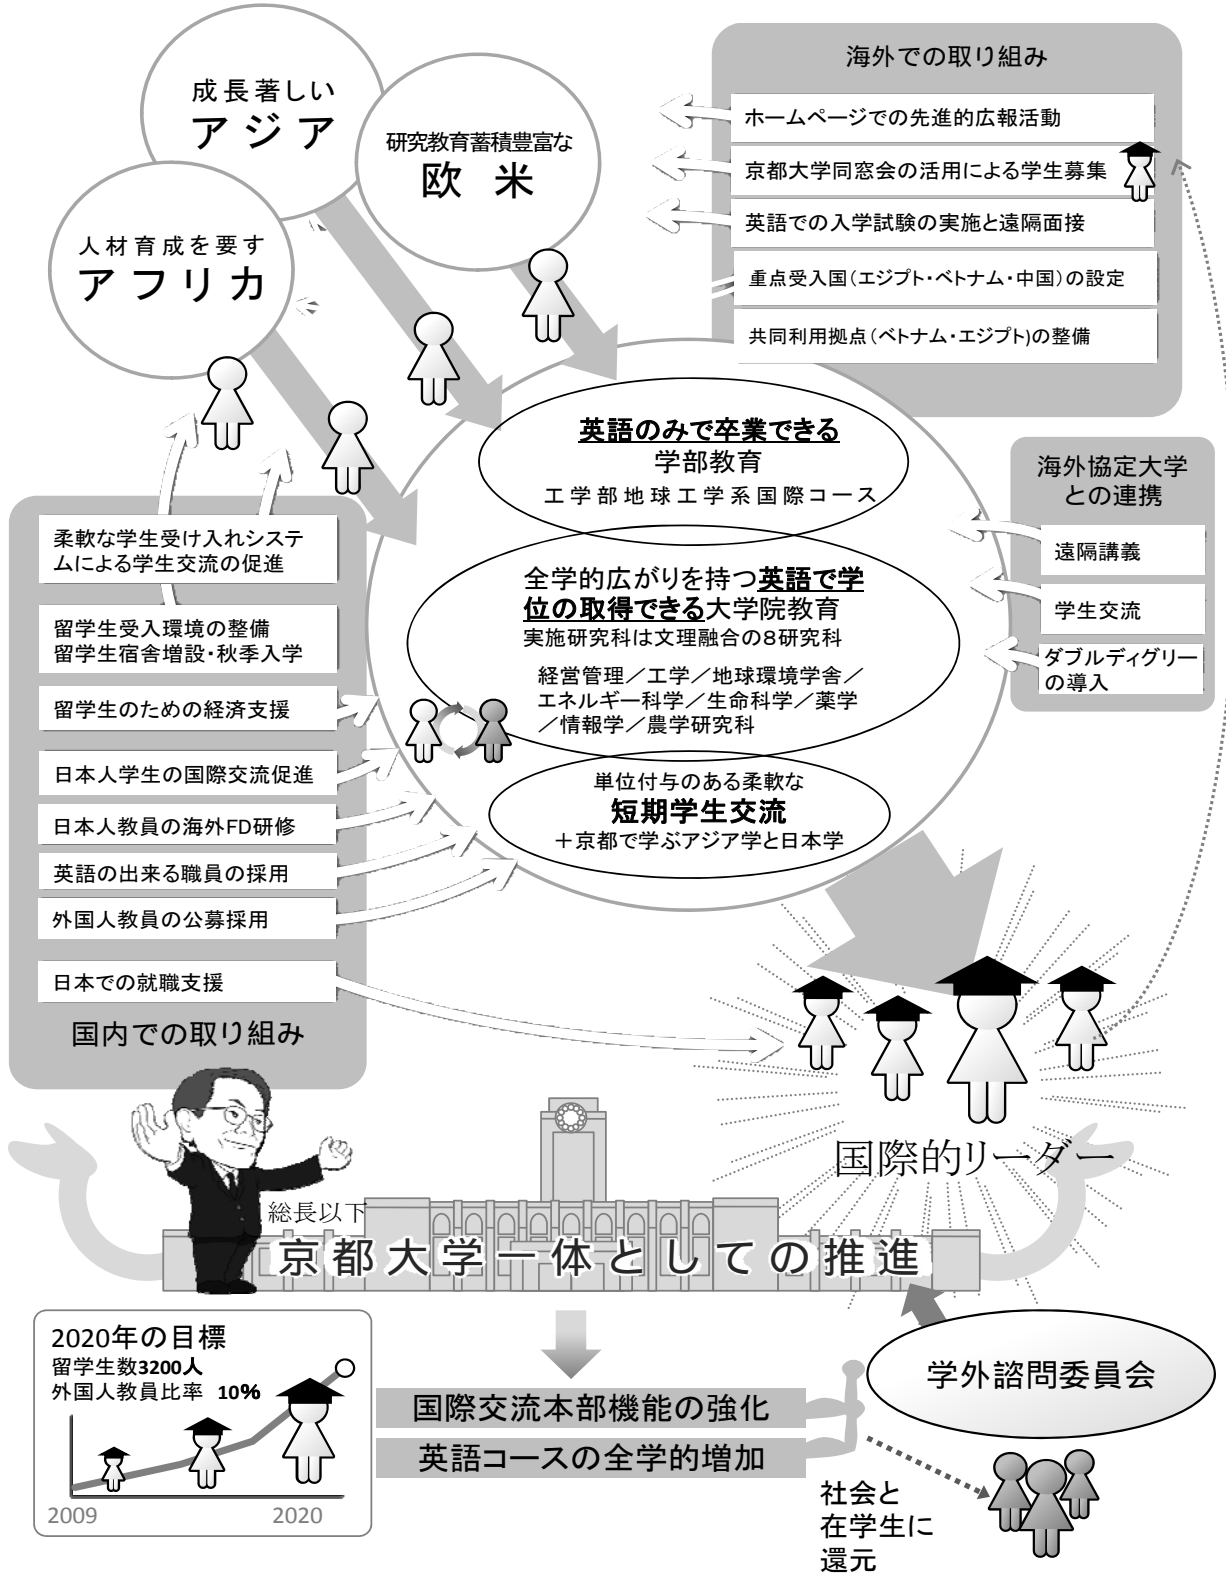 成長著しい
アジア
研究教育蓄積豊富な
欧米
人材育成を要す
アフリカ
海外での取り組み
ホームページでの先進的広報活動
京都大学同窓会の活用による学生募集
英語での入学試験の実施と遠隔面接
重点受入国(エジプト・ベトナム・中国)の設定
共同利用拠点(ベトナム・エジプト)の整備
英語のみで卒業できる
学部教育
工学部地球工学系国際コース
全学的広がりを持つ英語で学
位の取得できる大学院教育
実施研究科は文理融合の8研究科
経営管理／工学／地球環境学舎／
エネルギー科学／生命科学／薬学
／情報学／農学研究科
単位付与のある柔軟な
短期学生交流
＋京都で学ぶアジア学と日本学
海外協定大学
との連携
遠隔講義
学生交流
ダブルディグリー
の導入
柔軟な学生受け入れシステ
ムによる学生交流の促進
留学生受入環境の整備
留学生宿舎増設・秋季入学
留学生のための経済支援
日本人学生の国際交流促進
日本人教員の海外FD研修
英語の出来る職員の採用
外国人教員の公募採用
日本での就職支援
国内での取り組み
国際的リーダー
総長以下
京都大学一体としての推進
2020年の目標
留学生数3200人
外国人教員比率 10%
2009
2020
国際交流本部機能の強化
英語コースの全学的増加
学外諮問委員会
社会と
在学生に
還元